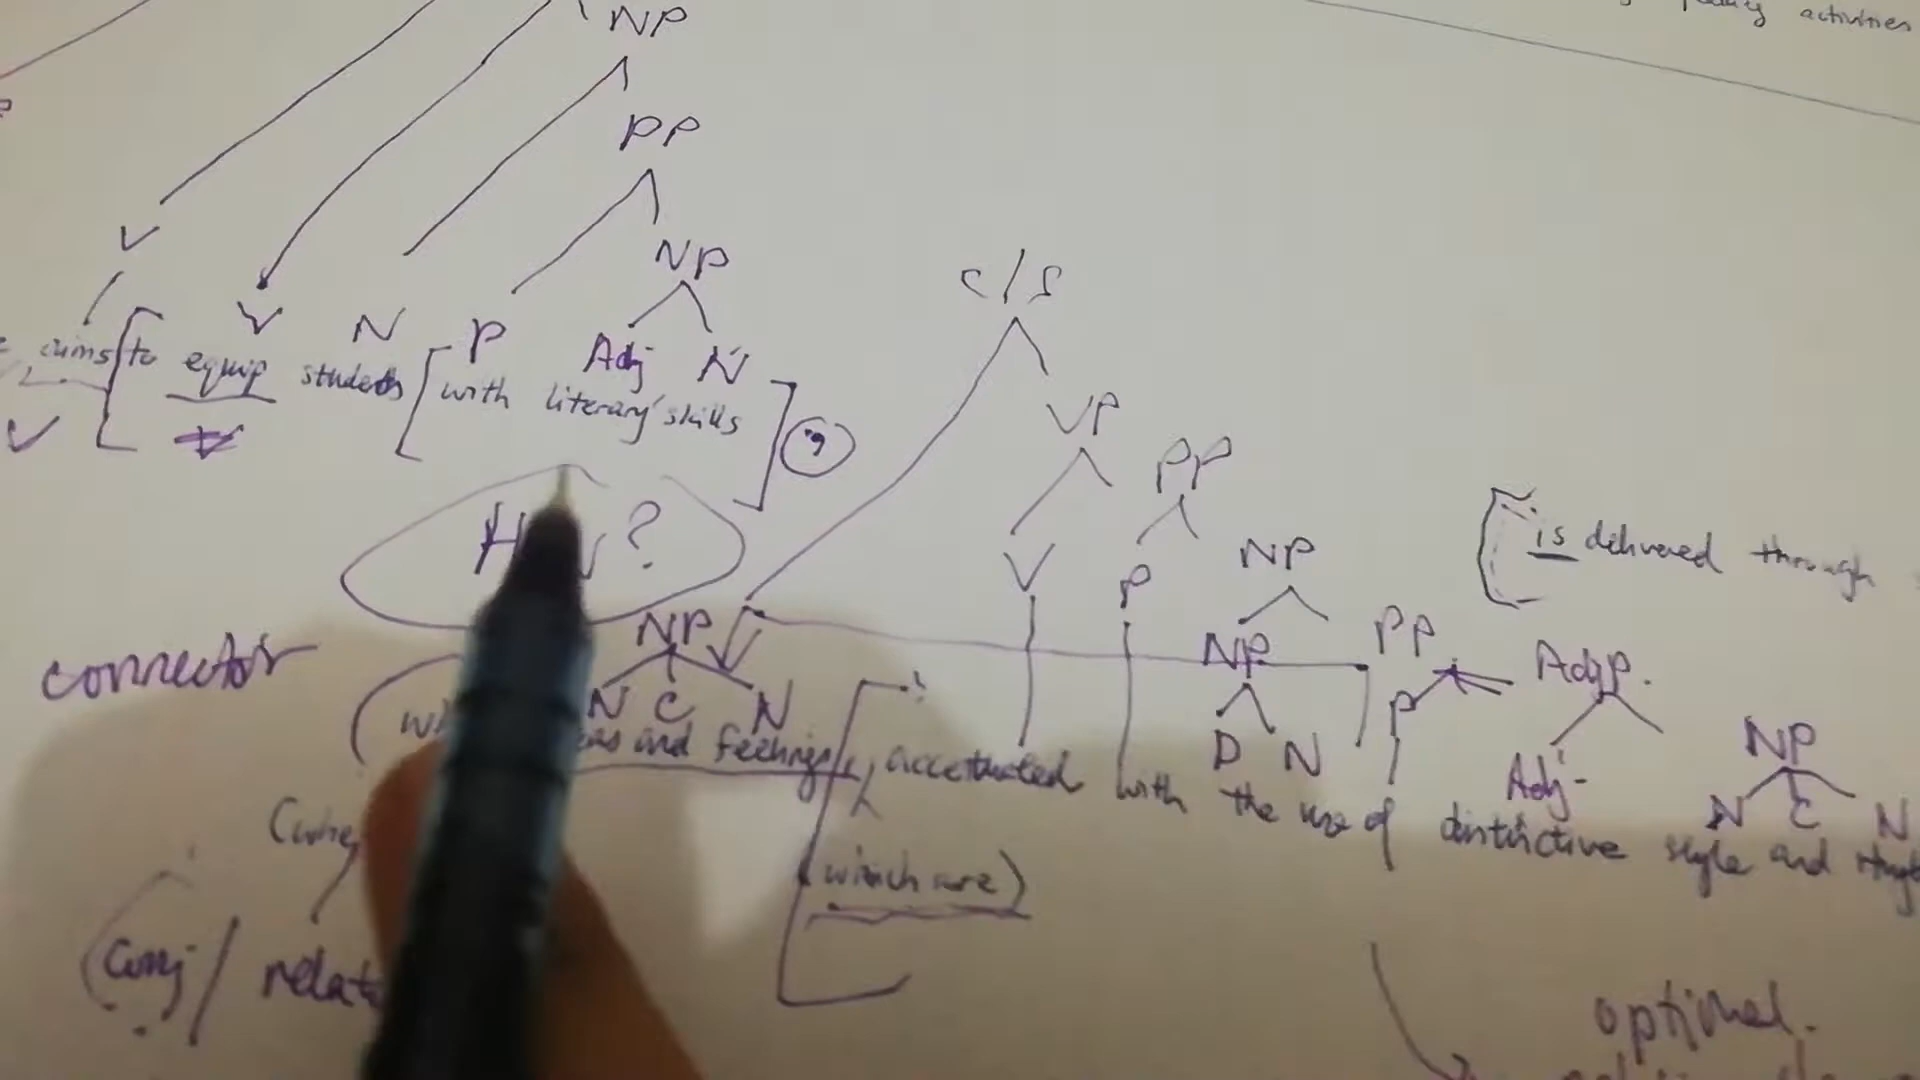 activities
NP
PP
NP
C/S
V
V N P Adj N
aims to equip students with literary skills
V
VP
PP
?
V
P
NP
is delivered through
connector
NP
NP
PP
AdjP.
N C N
D N
P
Adj-
NP
N C N
and feelings, accentuated with the use of distinctive style and
(which are)
Conj /
optional.